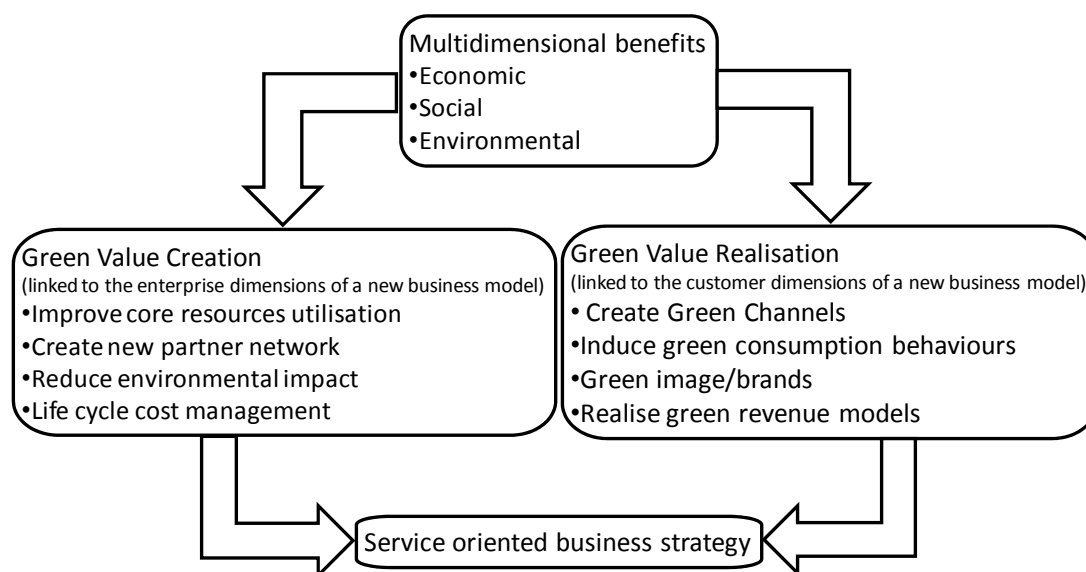 Multidimensional benefits
•Economic
•Social
•Environmental
Green Value Creation
(linked to the enterprise dimensions of a new business model)
•Improve core resources utilisation
•Create new partner network
•Reduce environmental impact
•Life cycle cost management
Green Value Realisation
(linked to the customer dimensions of a new business model)
• Create Green Channels
•Induce green consumption behaviours
•Green image/brands
•Realise green revenue models
Service oriented business strategy